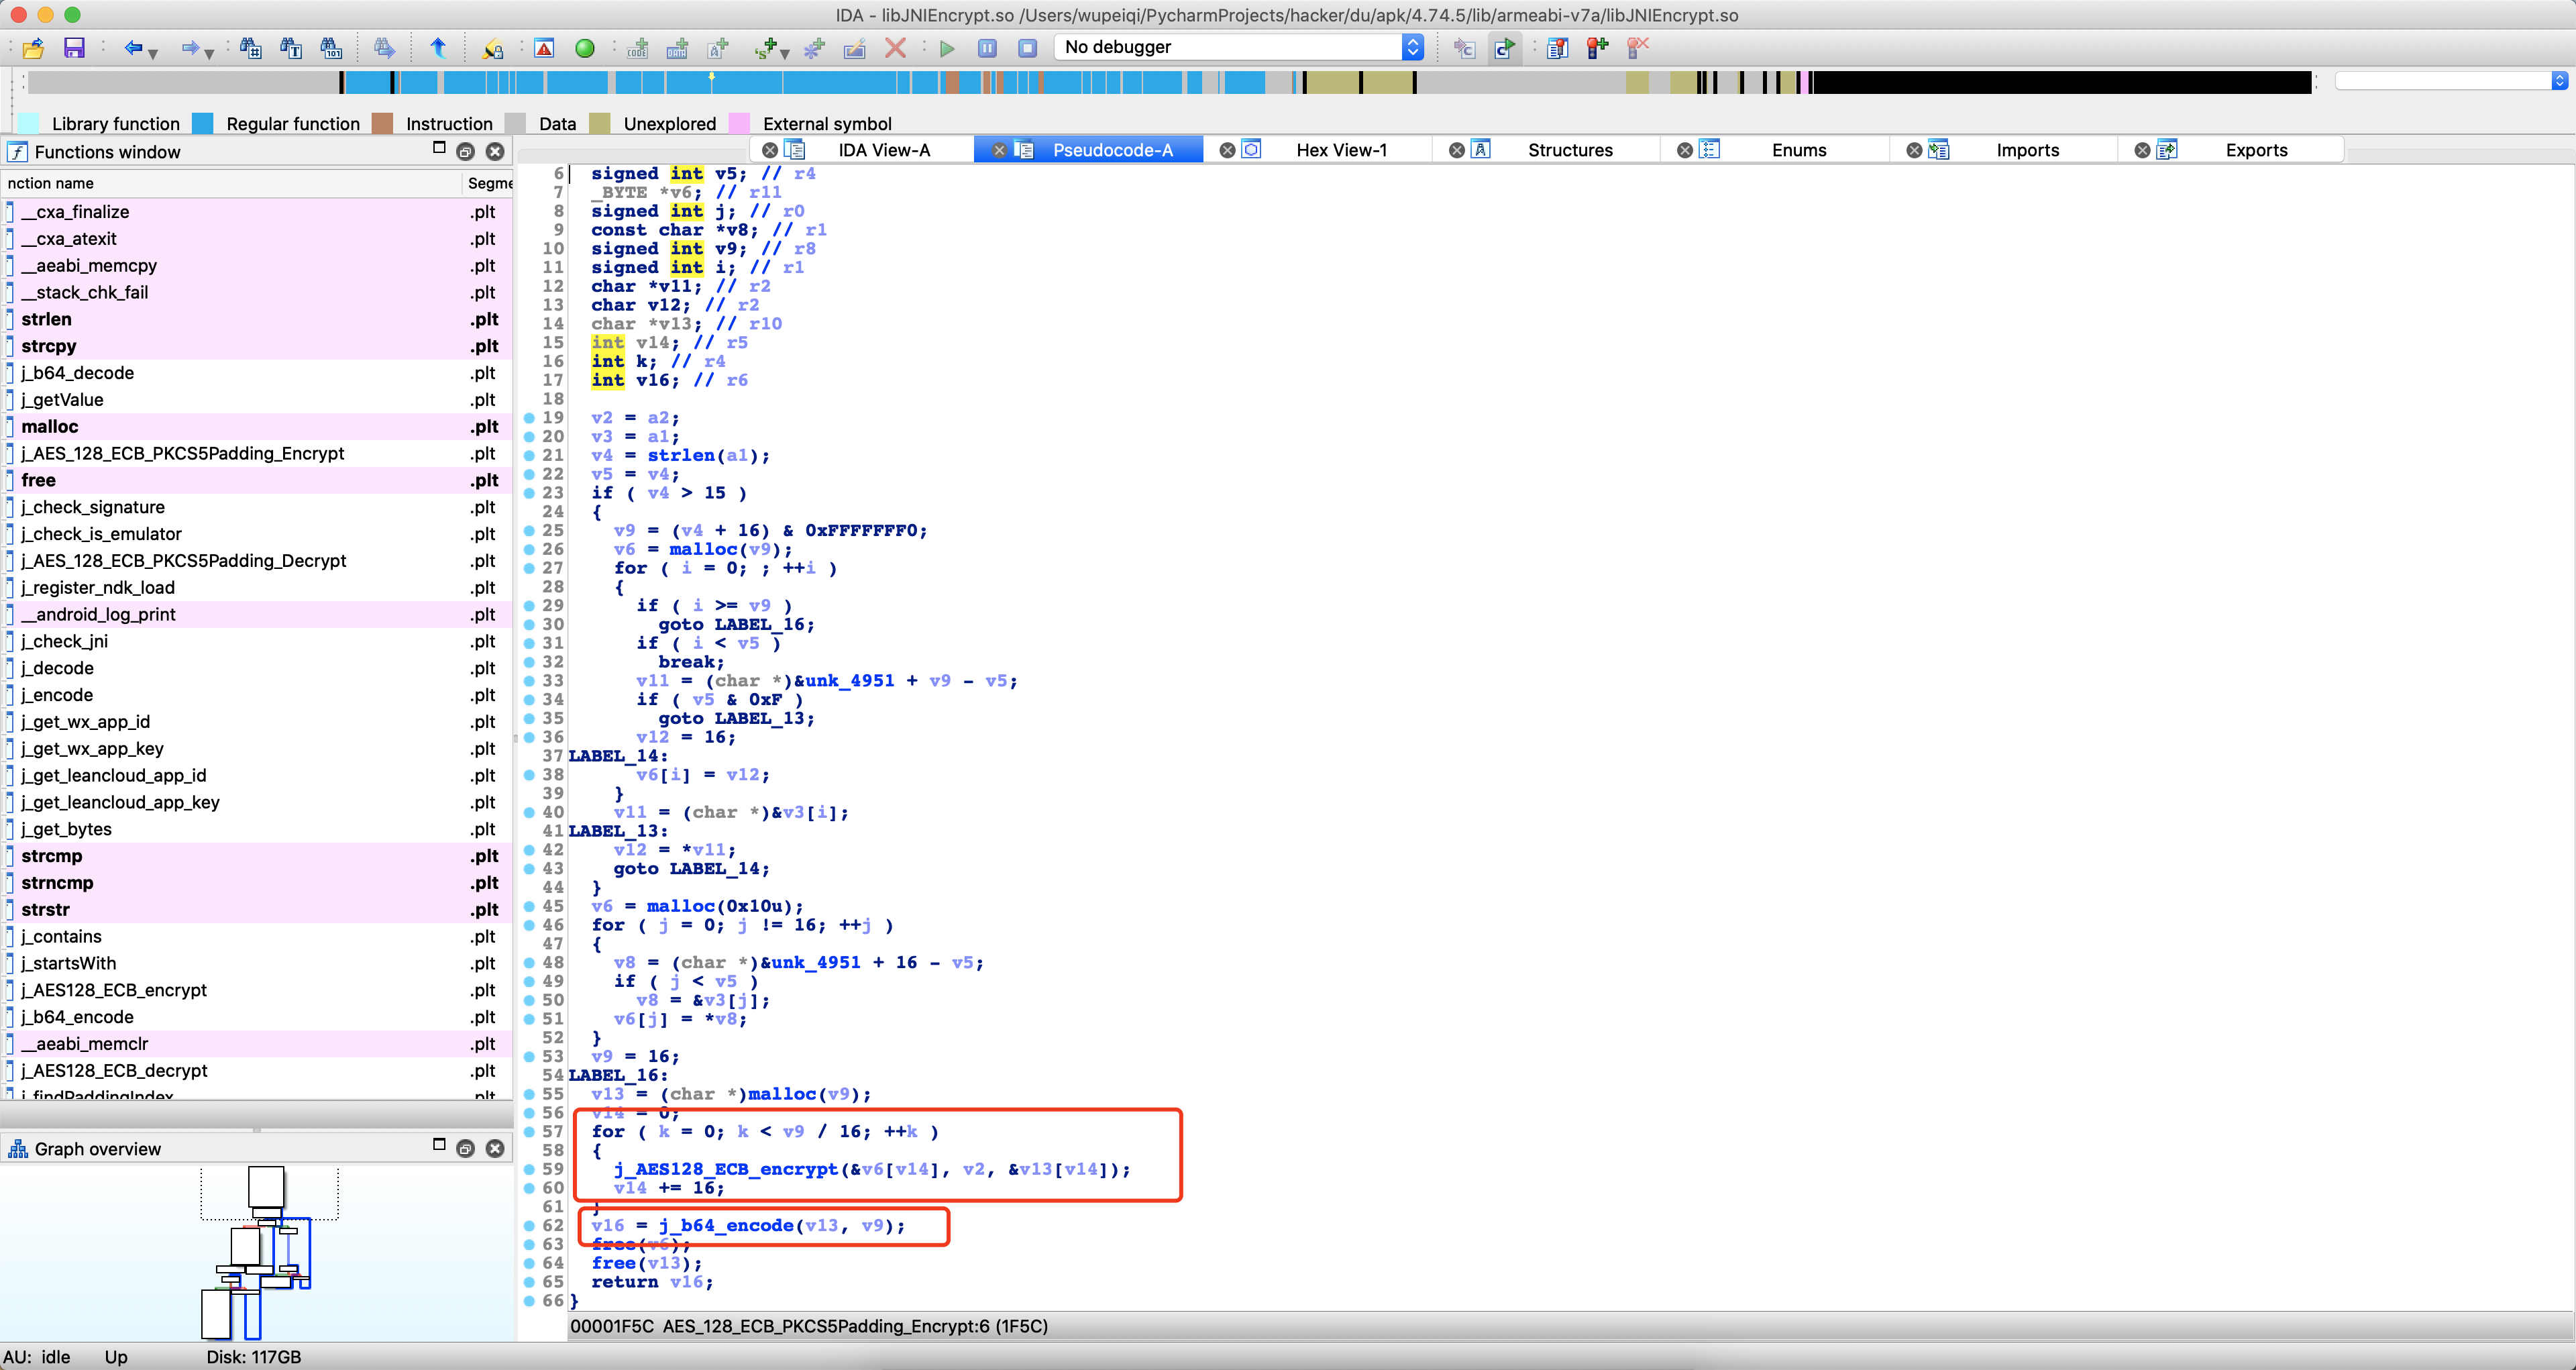 IDA - libJNIEncrypt.so /Users/wupeiqi/PycharmProjects/hacker/du/apk/4.74.5/lib/armeabi-v7a/libJNIEncrypt.so
No debugger
Library function Regular function Instruction Data Unexplored External symbol
Functions window
IDA View-A Pseudocode-A Hex View-1 Structures Enums Imports Exports
nction name Segme
__cxa_finalize .plt
__cxa_atexit .plt
__aeabi_memcpy .plt
__stack_chk_fail .plt
strlen .plt
strcpy .plt
j_b64_decode .plt
j_getValue .plt
malloc .plt
j_AES_128_ECB_PKCS5Padding_Encrypt .plt
free .plt
j_check_signature .plt
j_check_is_emulator .plt
j_AES_128_ECB_PKCS5Padding_Decrypt .plt
j_register_ndk_load .plt
__android_log_print .plt
j_check_jni .plt
j_decode .plt
j_encode .plt
j_get_wx_app_id .plt
j_get_wx_app_key .plt
j_get_leancloud_app_id .plt
j_get_leancloud_app_key .plt
j_get_bytes .plt
strcmp .plt
strncmp .plt
strstr .plt
j_contains .plt
j_startsWith .plt
j_AES128_ECB_encrypt .plt
j_b64_encode .plt
__aeabi_memclr .plt
j_AES128_ECB_decrypt .plt
j_findPaddingIndex .plt
Graph overview
6 signed int v5; // r4
7 _BYTE *v6; // r11
8 signed int j; // r0
9 const char *v8; // r1
10 signed int v9; // r8
11 signed int i; // r1
12 char *v11; // r2
13 char v12; // r2
14 char *v13; // r10
15 int v14; // r5
16 int k; // r4
17 int v16; // r6
18
19 v2 = a2;
20 v3 = a1;
21 v4 = strlen(a1);
22 v5 = v4;
23 if ( v4 > 15 )
24 {
25 v9 = (v4 + 16) & 0xFFFFFFF0;
26 v6 = malloc(v9);
27 for ( i = 0; ; ++i )
28 {
29 if ( i >= v9 )
30 goto LABEL_16;
31 if ( i < v5 )
32 break;
33 v11 = (char *)&unk_4951 + v9 - v5;
34 if ( v5 & 0xF )
35 goto LABEL_13;
36 v12 = 16;
37 LABEL_14:
38 v6[i] = v12;
39 }
40 v11 = (char *)&v3[i];
41 LABEL_13:
42 v12 = *v11;
43 goto LABEL_14;
44 }
45 v6 = malloc(0x10u);
46 for ( j = 0; j != 16; ++j )
47 {
48 v8 = (char *)&unk_4951 + 16 - v5;
49 if ( j < v5 )
50 v8 = &v3[j];
51 v6[j] = *v8;
52 }
53 v9 = 16;
54 LABEL_16:
55 v13 = (char *)malloc(v9);
56 v14 = 0;
57 for ( k = 0; k < v9 / 16; ++k )
58 {
59 j_AES128_ECB_encrypt(&v6[v14], v2, &v13[v14]);
60 v14 += 16;
61 }
62 v16 = j_b64_encode(v13, v9);
63 free(v6);
64 free(v13);
65 return v16;
66 }
00001F5C AES_128_ECB_PKCS5Padding_Encrypt:6 (1F5C)
AU: idle Up Disk: 117GB